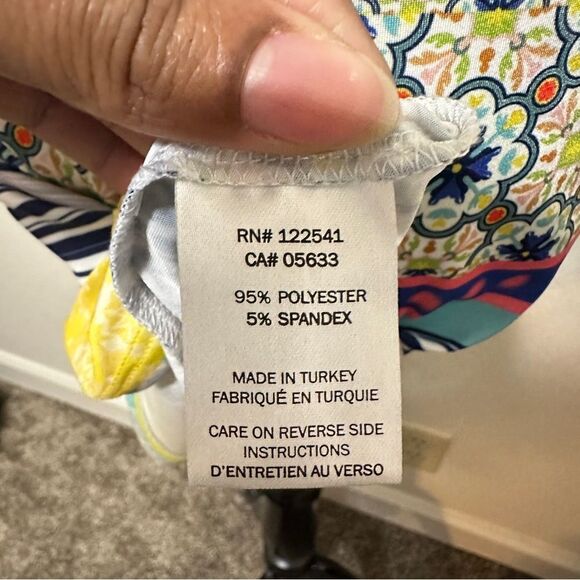 RN# 122541
CA# 05633
95% POLYESTER
5% SPANDEX
MADE IN TURKEY
FABRIQUÉ EN TURQUIE
CARE ON REVERSE SIDE
INSTRUCTIONS
D'ENTRETIEN AU VERSO